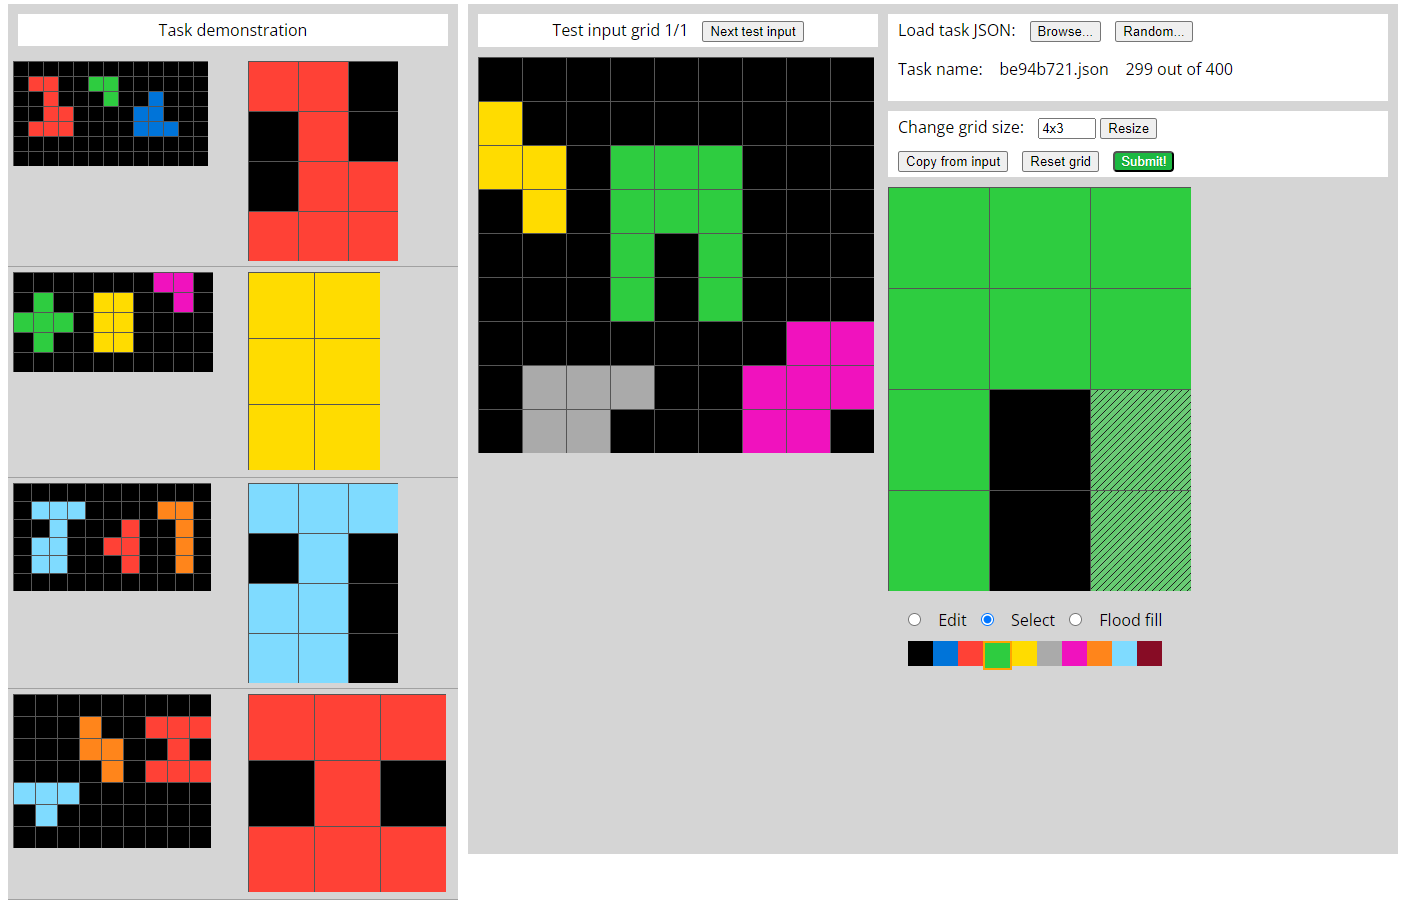 Task demonstration
Test input grid 1/1 Next test input
Load task JSON: Browse... Random...
Task name: be94b721.json 299 out of 400
Change grid size: 4x3 Resize
Copy from input Reset grid Submit!
Edit Select Flood fill